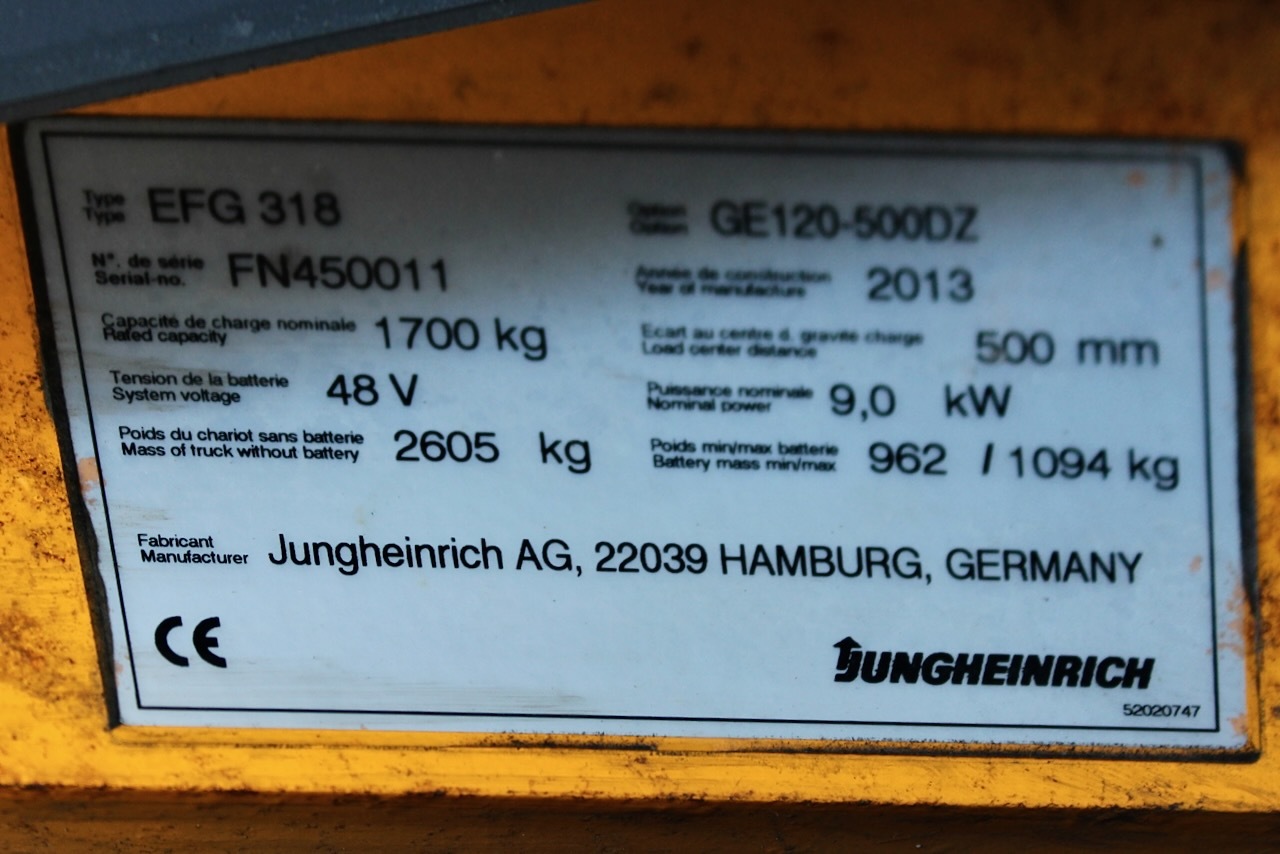 Type EFG 318 Option GE120-500DZ
Type Option
N°. de série FN450011 Année de construction 2013
Serial-no. Year of manufacture
Capacité de charge nominale 1700 kg Ecart au centre d. gravité charge 500 mm
Rated capacity Load center distance
Tension de la batterie 48 V Puissance nominale 9,0 kW
System voltage Nominal power
Poids du chariot sans batterie 2605 kg Poids min/max batterie 962 / 1094 kg
Mass of truck without battery Battery mass min/max
Fabricant Jungheinrich AG, 22039 HAMBURG, GERMANY
Manufacturer
CE JUNGHEINRICH
52020747